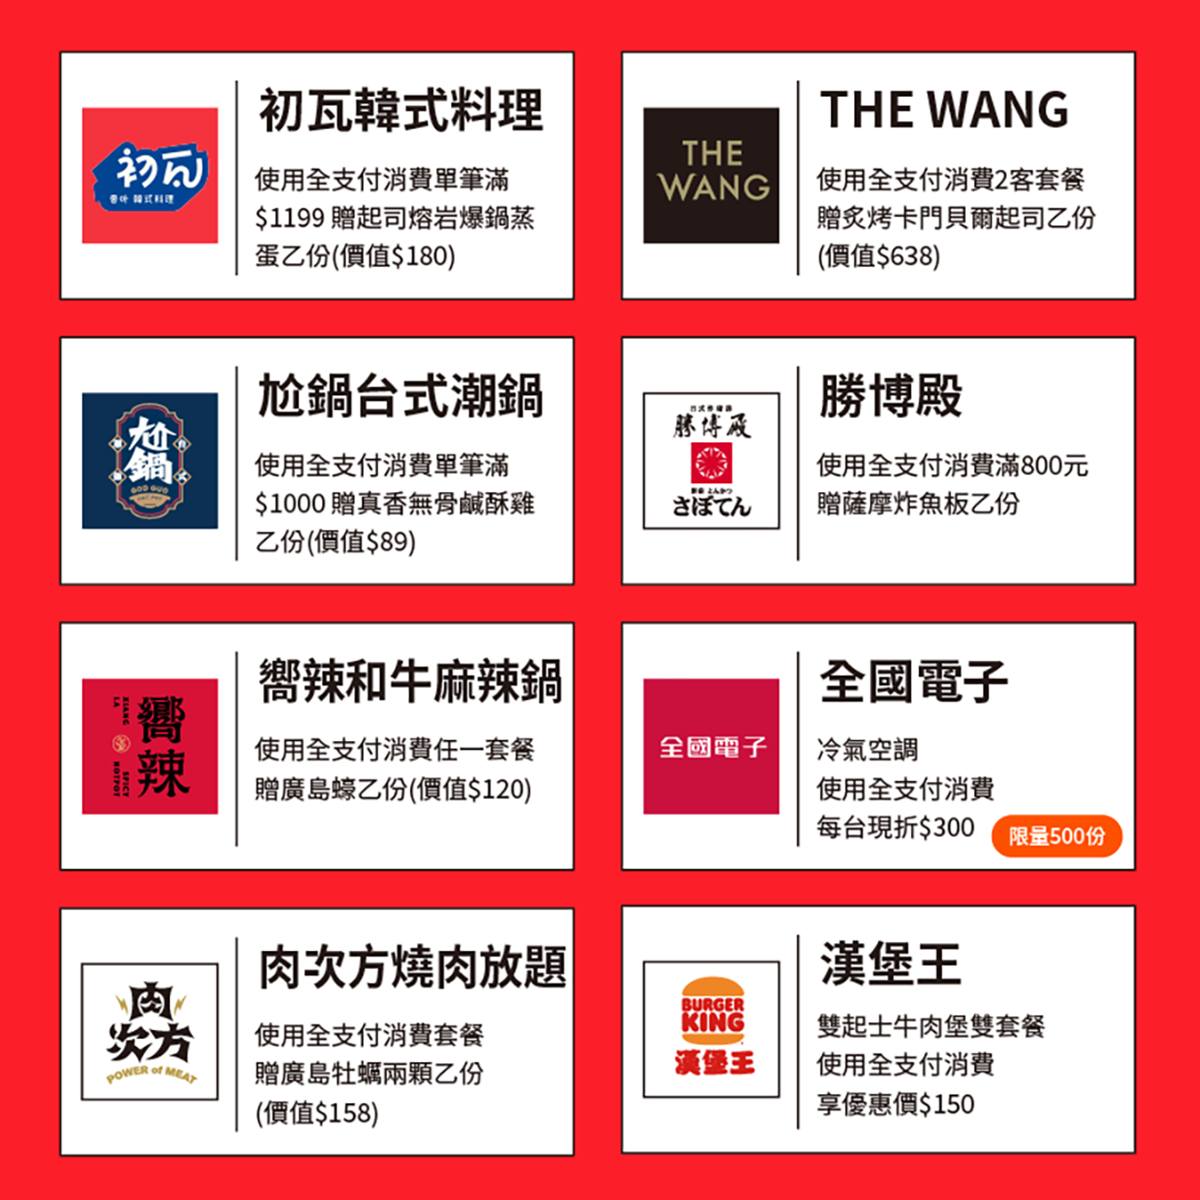 初瓦韓式料理
初瓦
韓式料理
使用全支付消費單筆滿
$1199 贈起司熔岩爆鍋蒸
蛋乙份(價值$180)
THE WANG
THE
WANG
使用全支付消費2客套餐
贈炙烤卡門貝爾起司乙份
(價值$638)
尬鍋台式潮鍋
尬
鍋
台
式
使用全支付消費單筆滿
$1000 贈真香無骨鹹酥雞
乙份(價值$89)
勝博殿
勝博殿
さぼてん
使用全支付消費滿800元
贈薩摩炸魚板乙份
嚮辣和牛麻辣鍋
嚮辣
XIANG
LA
SPICY
HOTPOT
使用全支付消費任一套餐
贈廣島蠔乙份(價值$120)
全國電子
全國電子
冷氣空調
使用全支付消費
每台現折$300
限量500份
肉次方燒肉放題
肉
次方
POWER of MEAT
使用全支付消費套餐
贈廣島牡蠣兩顆乙份
(價值$158)
漢堡王
BURGER
KING
漢堡王
雙起士牛肉堡雙套餐
使用全支付消費
享優惠價$150